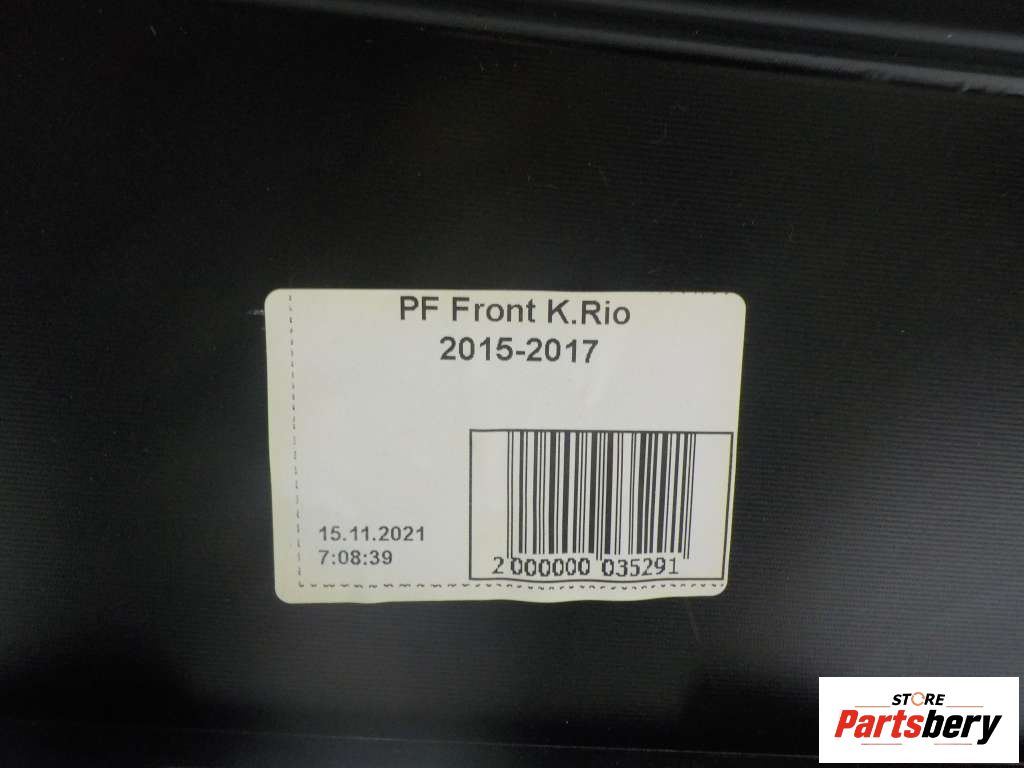 PF Front K.Rio
2015-2017
15.11.2021
7:08:39
2 000000 035291
STORE
Partsbery